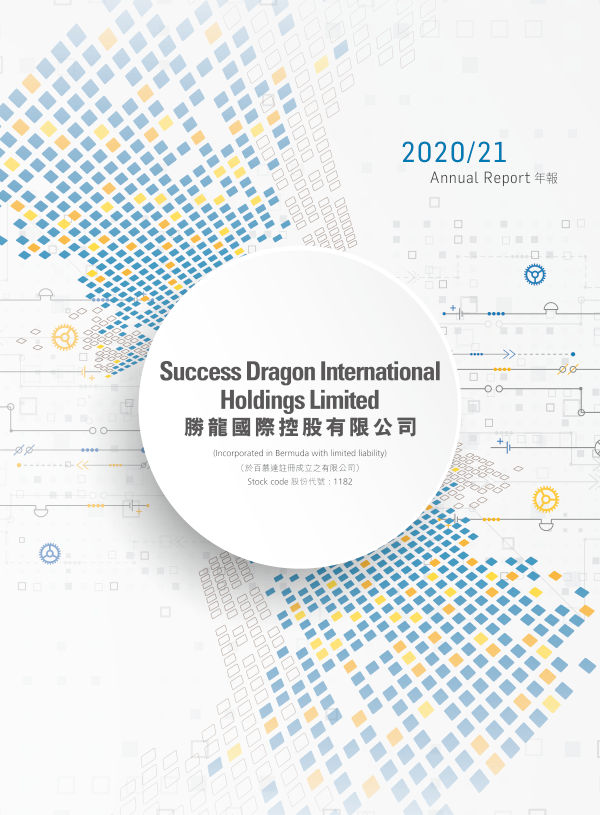 2020/21
Annual Report 年報
Success Dragon International
Holdings Limited
勝龍國際控股有限公司
(Incorporated in Bermuda with limited liability)
(於百慕達註冊成立之有限公司)
Stock code 股份代號：1182